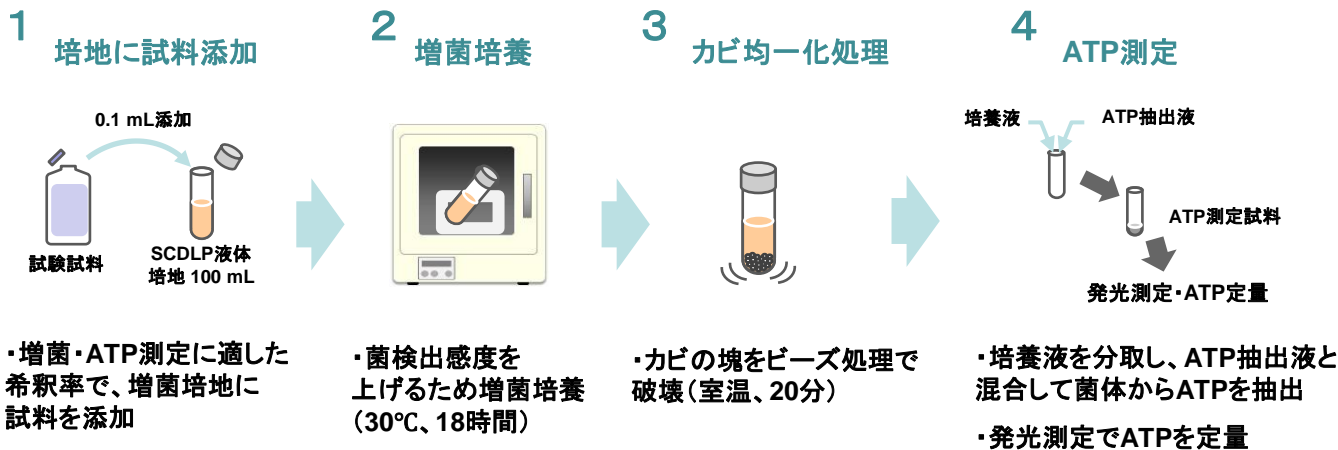 1
培地に試料添加
0.1 mL添加
試験試料
SCDLP液体
培地 100 mL
・増菌・ATP測定に適した
希釈率で、増菌培地に
試料を添加
2
増菌培養
・菌検出感度を
上げるため増菌培養
（30℃、18時間）
3
カビ均一化処理
・カビの塊をビーズ処理で
破壊（室温、20分）
4
ATP測定
培養液
ATP抽出液
ATP測定試料
発光測定・ATP定量
・培養液を分取し、ATP抽出液と
混合して菌体からATPを抽出
・発光測定でATPを定量